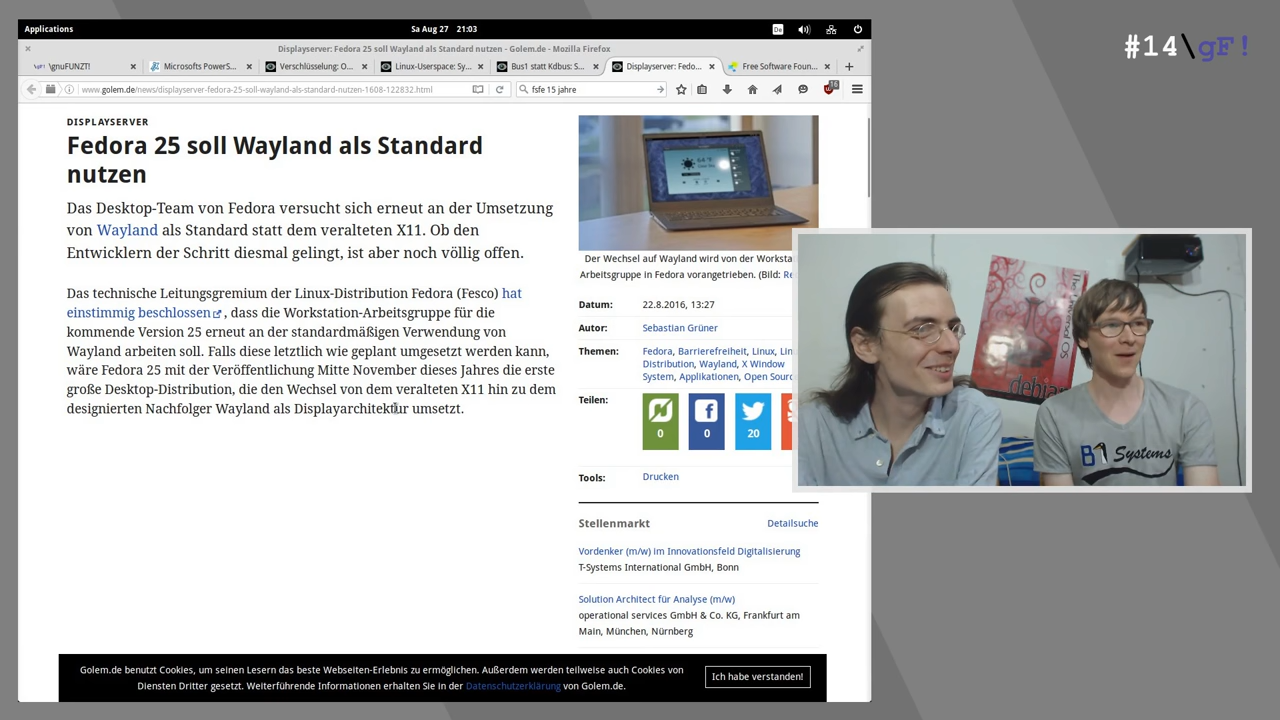 #14\gF!
Applications
Sa Aug 27 21:03
De
Displayserver: Fedora 25 soll Wayland als Standard nutzen - Golem.de - Mozilla Firefox
\gnuFUNZT!
Microsofts PowerS...
Verschlüsselung: O...
Linux-Userspace: Sy...
Bus1 statt Kdbus: S...
Displayserver: Fedo...
Free Software Foun...
www.golem.de/news/displayserver-fedora-25-soll-wayland-als-standard-nutzen-1608-122832.html
fsfe 15 jahre
16
DISPLAYSERVER
Fedora 25 soll Wayland als Standard
nutzen
Das Desktop-Team von Fedora versucht sich erneut an der Umsetzung
von Wayland als Standard statt dem veralteten X11. Ob den
Entwicklern der Schritt diesmal gelingt, ist aber noch völlig offen.
Das technische Leitungsgremium der Linux-Distribution Fedora (Fesco) hat
einstimmig beschlossen, dass die Workstation-Arbeitsgruppe für die
kommende Version 25 erneut an der standardmäßigen Verwendung von
Wayland arbeiten soll. Falls diese letztlich wie geplant umgesetzt werden kann,
wäre Fedora 25 mit der Veröffentlichung Mitte November dieses Jahres die erste
große Desktop-Distribution, die den Wechsel von dem veralteten X11 hin zu dem
designierten Nachfolger Wayland als Displayarchitektur umsetzt.
Der Wechsel auf Wayland wird von der Worksta
Arbeitsgruppe in Fedora vorangetrieben. (Bild: Re
Datum: 22.8.2016, 13:27
Autor: Sebastian Grüner
Themen: Fedora, Barrierefreiheit, Linux, Lin
Distribution, Wayland, X Window
System, Applikationen, Open Sour
Teilen: 0 0 20
Tools: Drucken
Stellenmarkt Detailsuche
Vordenker (m/w) im Innovationsfeld Digitalisierung
T-Systems International GmbH, Bonn
Solution Architect für Analyse (m/w)
operational services GmbH & Co. KG, Frankfurt am
Main, München, Nürnberg
Golem.de benutzt Cookies, um seinen Lesern das beste Webseiten-Erlebnis zu ermöglichen. Außerdem werden teilweise auch Cookies von
Diensten Dritter gesetzt. Weiterführende Informationen erhalten Sie in der Datenschutzerklärung von Golem.de.
Ich habe verstanden!
debian
B1 Systems